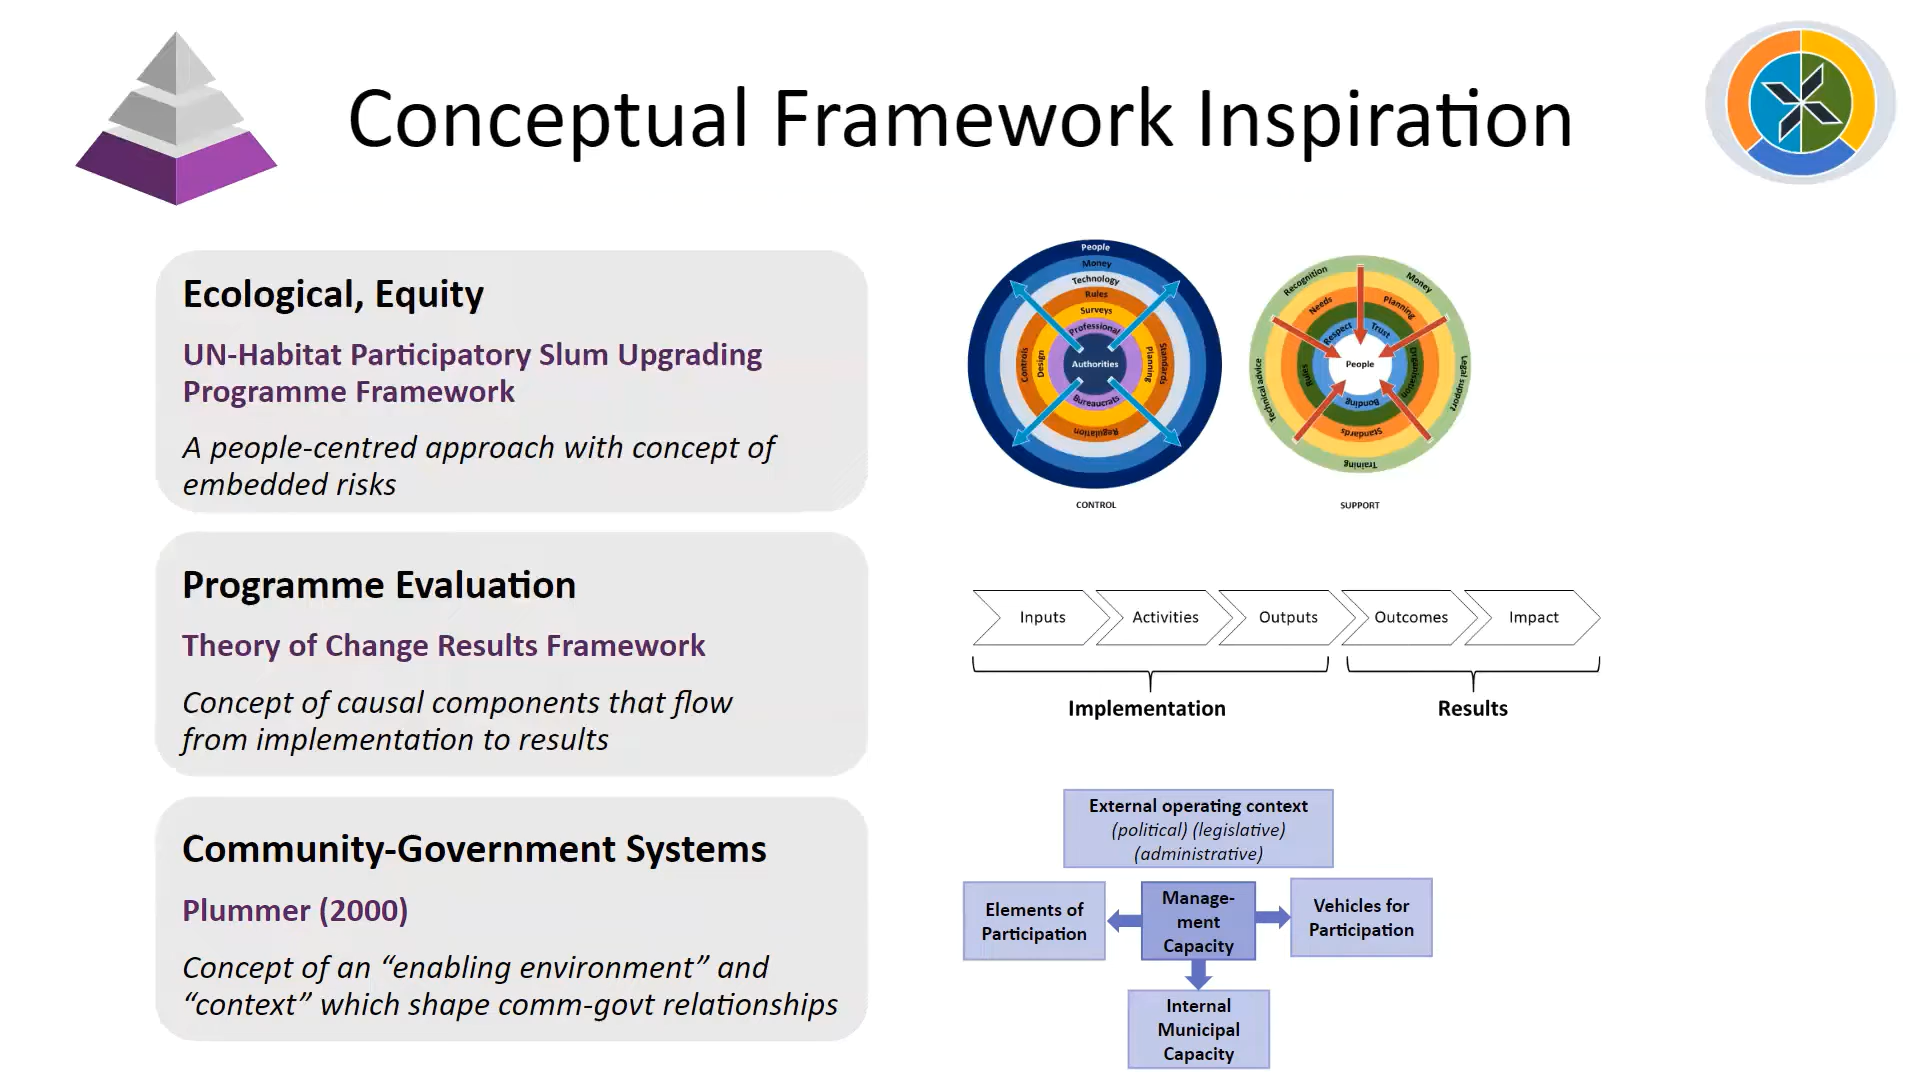 Conceptual Framework Inspiration
Ecological, Equity
UN-Habitat Participatory Slum Upgrading
Programme Framework
A people-centred approach with concept of
embedded risks
People
Money
Technology
Rules
Surveys
Professional
Controls
Design
Authorities
Planning
Standards
Bureaucrats
Regulation
CONTROL
Recognition
Money
Needs
Planning
Respect
Trust
People
Rules
Organisation
Technical advice
Legal support
Bonding
Standards
Training
SUPPORT
Programme Evaluation
Theory of Change Results Framework
Concept of causal components that flow
from implementation to results
Inputs
Activities
Outputs
Outcomes
Impact
Implementation
Results
Community-Government Systems
Plummer (2000)
Concept of an “enabling environment” and
“context” which shape comm-govt relationships
External operating context
(political) (legislative)
(administrative)
Elements of
Participation
Manage-
ment
Capacity
Vehicles for
Participation
Internal
Municipal
Capacity